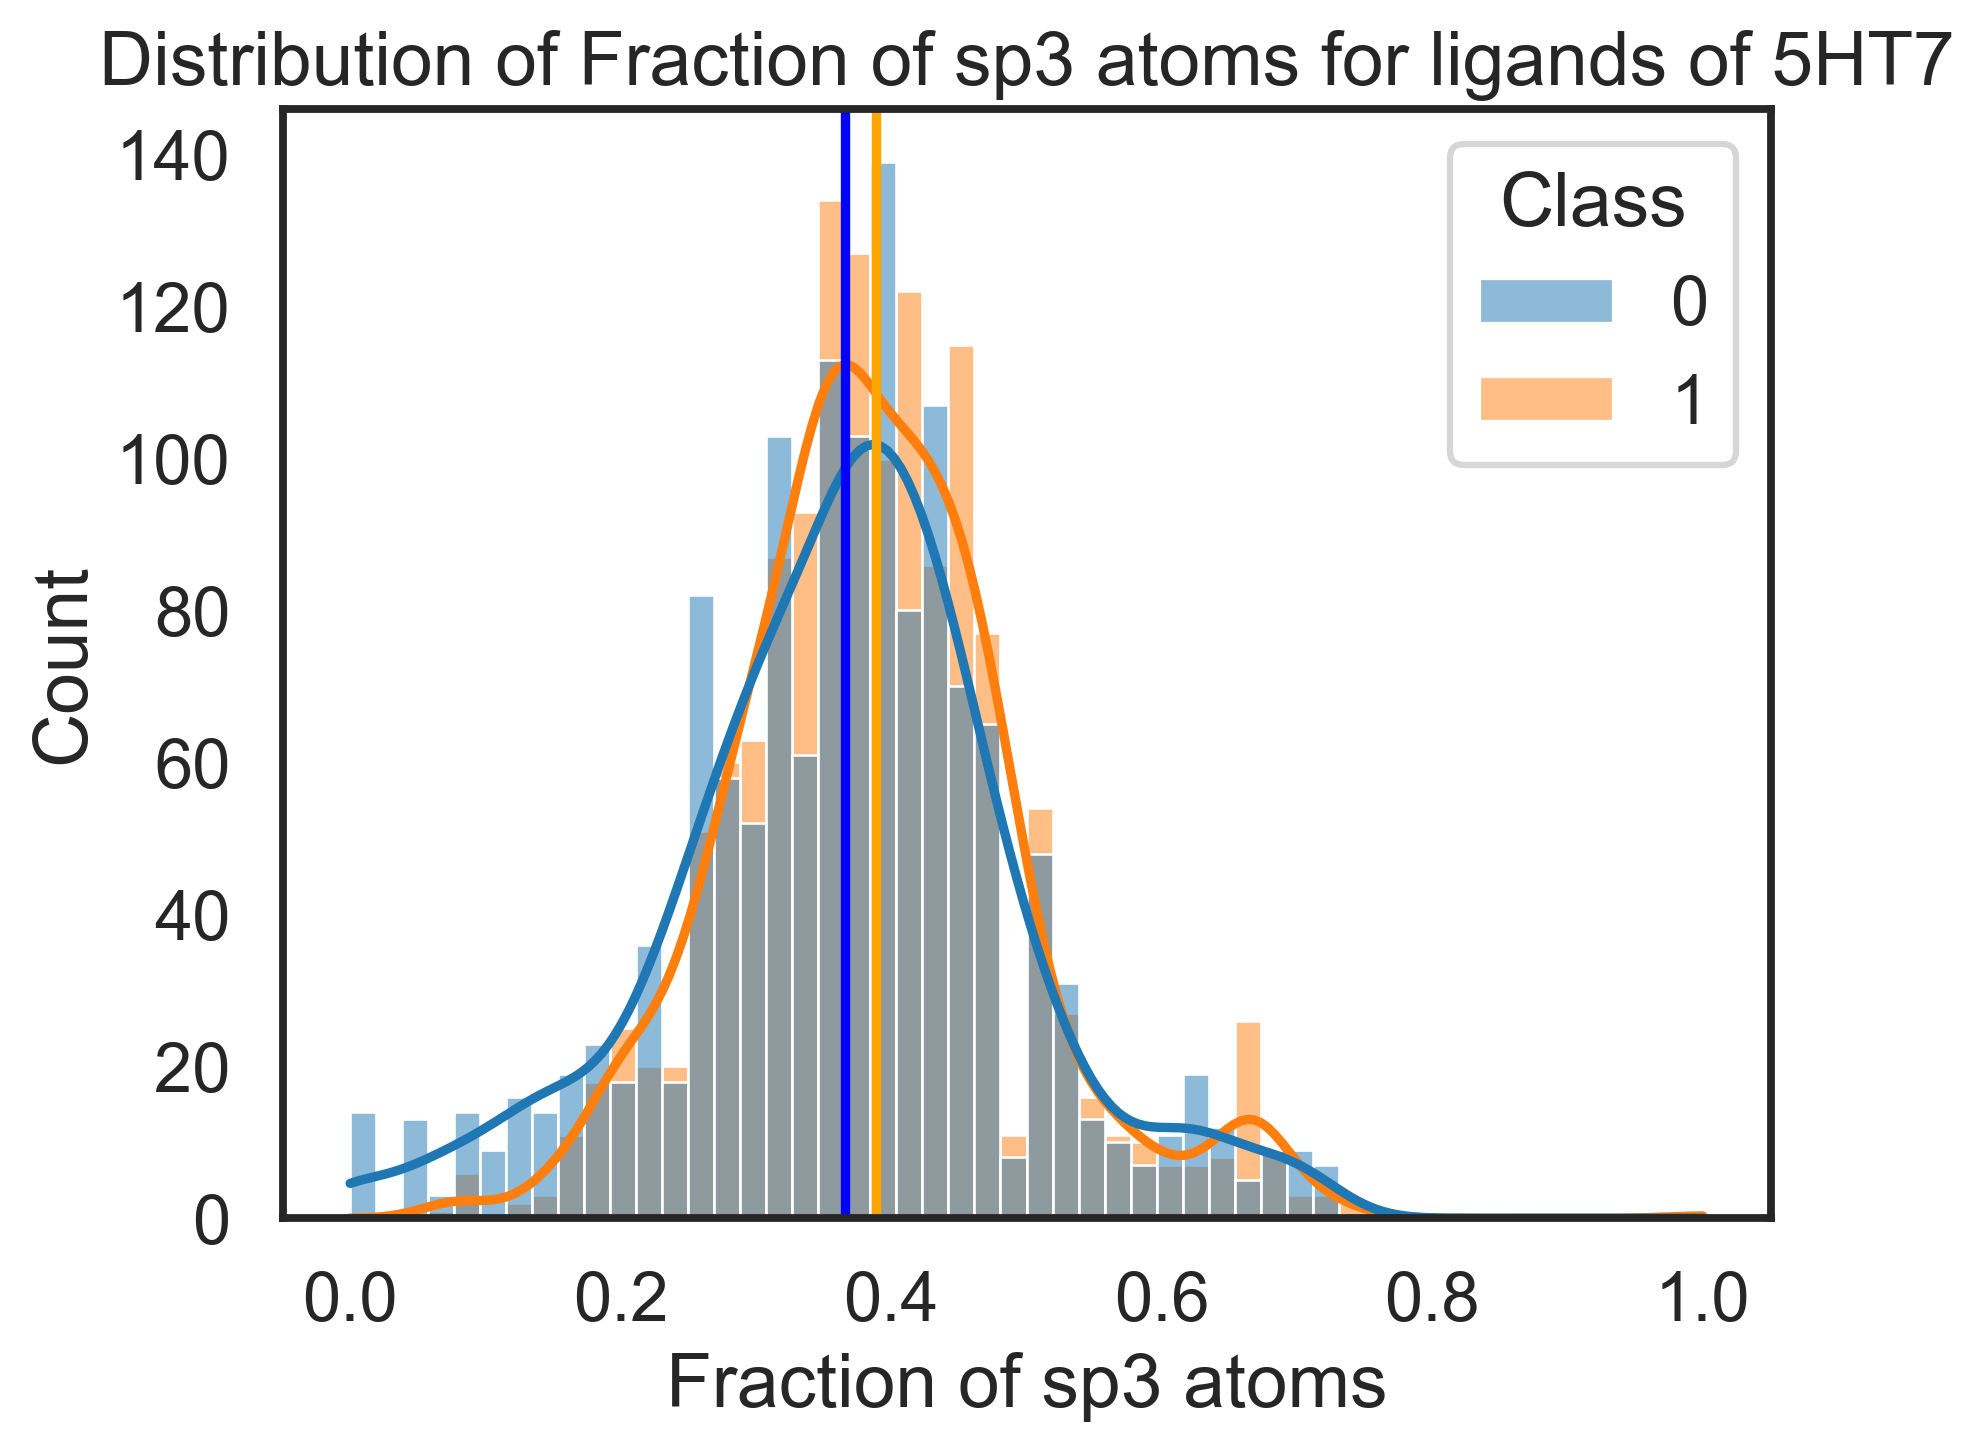 Distribution of Fraction of sp3 atoms for ligands of 5HT7
140
120
100
80
60
40
20
0
Count
Class
0
1
0.0 0.2 0.4 0.6 0.8 1.0
Fraction of sp3 atoms